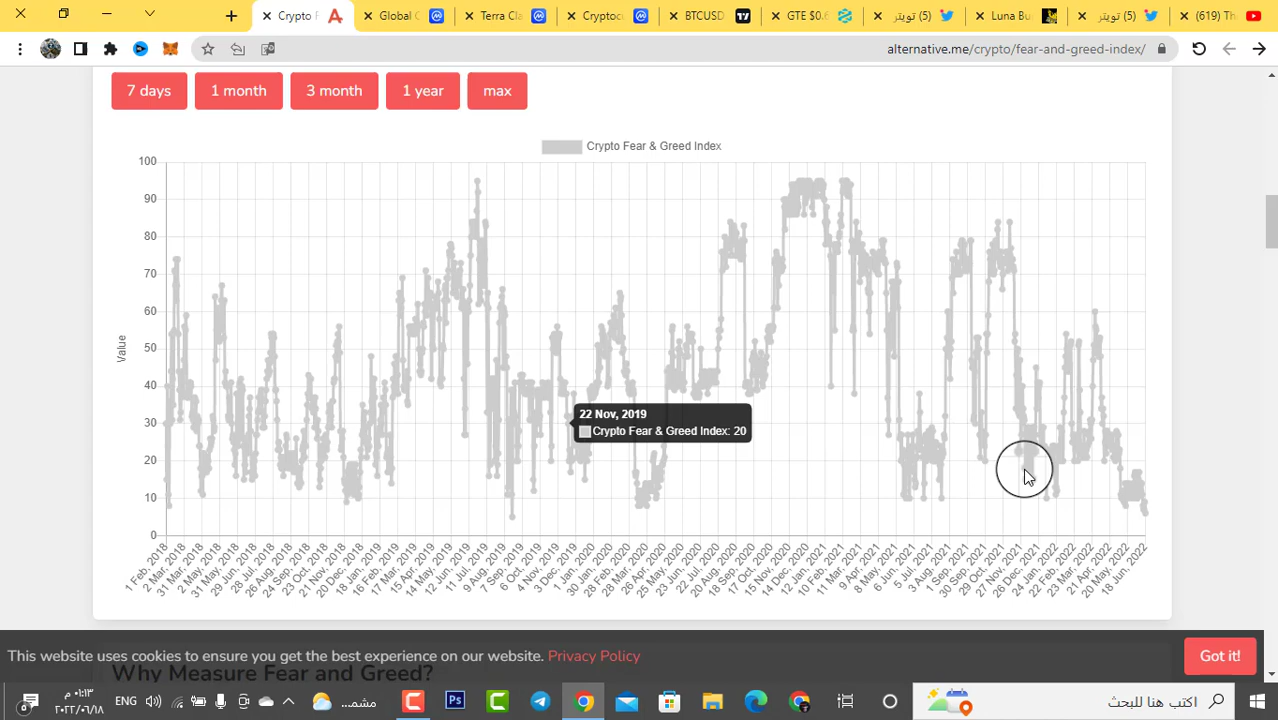 Crypto F
Global C
Terra Cla
Cryptocu
BTCUSD
GTE $0.6
(5) تويتر
Luna Bu
(5) تويتر
(619) Th
alternative.me/crypto/fear-and-greed-index/
7 days
1 month
3 month
1 year
max
Crypto Fear & Greed Index
100
90
80
70
60
50
40
30
20
10
0
Value
22 Nov, 2019
Crypto Fear & Greed Index: 20
1 Feb, 2018
2 Mar, 2018
31 Mar, 2018
31 May, 2018
29 Jun, 2018
28 Jul, 2018
26 Aug, 2018
24 Sep, 2018
23 Oct, 2018
21 Nov, 2018
20 Dec, 2018
18 Jan, 2019
16 Feb, 2019
17 Mar, 2019
15 Apr, 2019
14 May, 2019
12 Jun, 2019
11 Jul, 2019
9 Aug, 2019
7 Sep, 2019
6 Oct, 2019
4 Nov, 2019
3 Dec, 2019
1 Jan, 2020
30 Jan, 2020
28 Feb, 2020
28 Mar, 2020
26 Apr, 2020
25 May, 2020
23 Jun, 2020
22 Jul, 2020
20 Aug, 2020
18 Sep, 2020
17 Oct, 2020
15 Nov, 2020
14 Dec, 2020
12 Jan, 2021
10 Feb, 2021
11 Mar, 2021
9 Apr, 2021
8 May, 2021
6 Jun, 2021
5 Jul, 2021
3 Aug, 2021
1 Sep, 2021
30 Sep, 2021
29 Oct, 2021
27 Nov, 2021
26 Dec, 2021
24 Jan, 2022
22 Feb, 2022
23 Mar, 2022
21 Apr, 2022
20 May, 2022
18 Jun, 2022
This website uses cookies to ensure you get the best experience on our website. Privacy Policy
Got it!
Why Measure Fear and Greed?
٠١:١٣ م
٢٠٢٢/٠٦/١٨
ENG
مشمس...
Ps
اكتب هنا للبحث